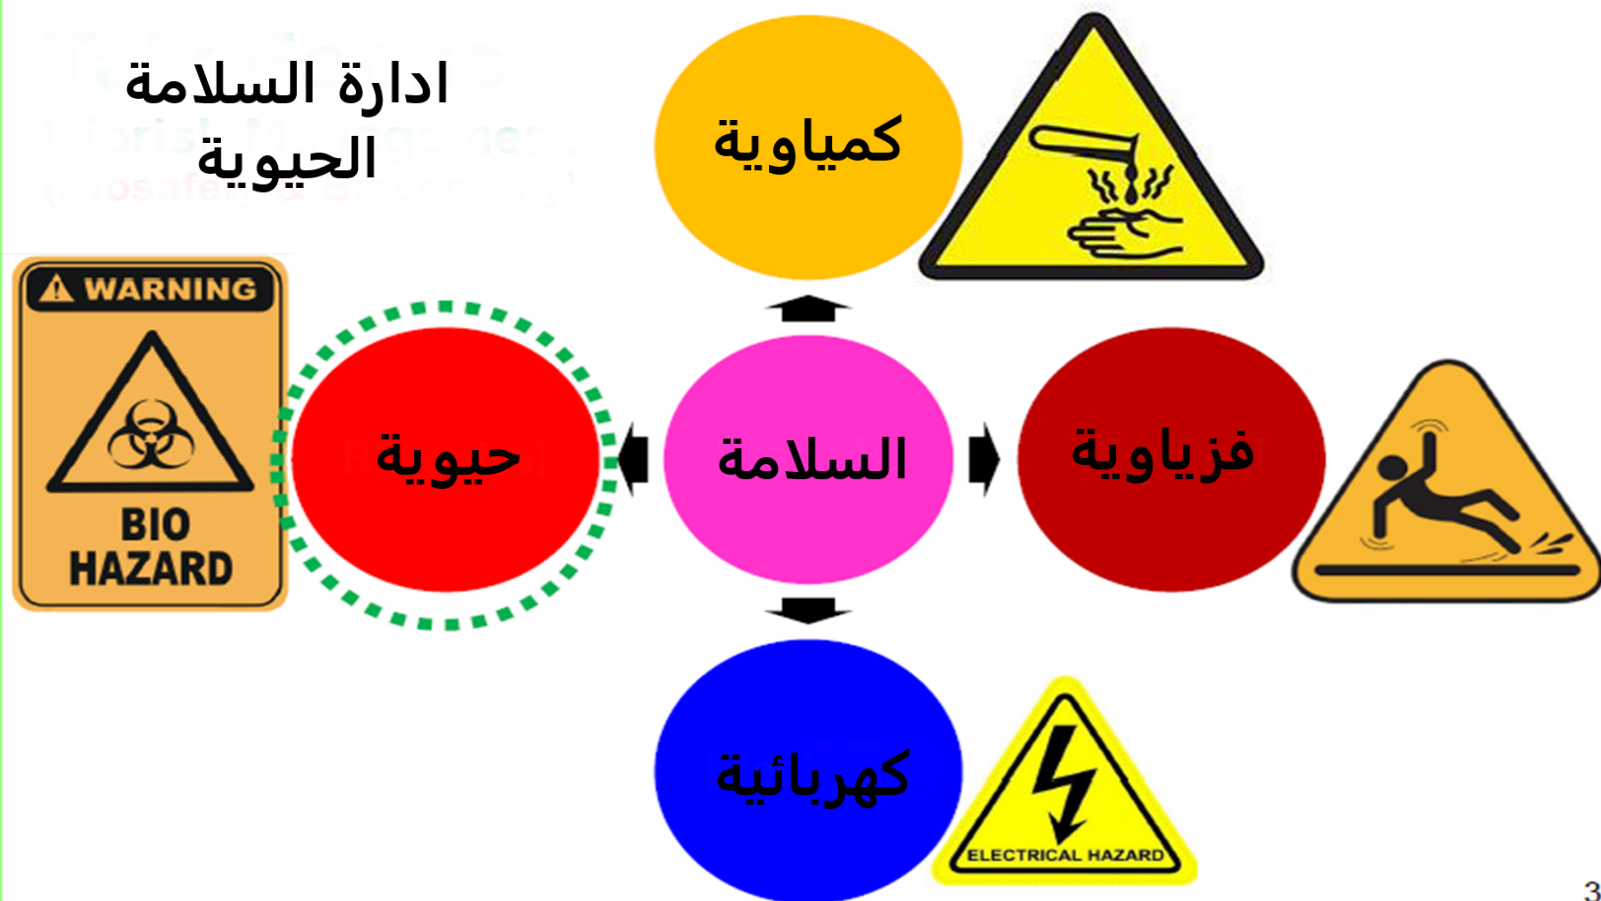 ادارة السلامة
الحيوية
كمياوية
WARNING
BIO
HAZARD
حيوية
السلامة
فزياوية
كهربائية
ELECTRICAL HAZARD
3